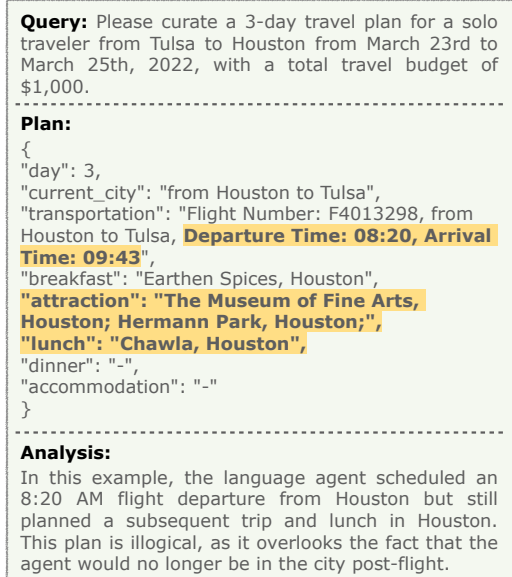 Query: Please curate a 3-day travel plan for a solo
traveler from Tulsa to Houston from March 23rd to
March 25th, 2022, with a total travel budget of
$1,000.
Plan:
{
"day": 3,
"current_city": "from Houston to Tulsa",
"transportation": "Flight Number: F4013298, from
Houston to Tulsa, Departure Time: 08:20, Arrival
Time: 09:43",
"breakfast": "Earthen Spices, Houston",
"attraction": "The Museum of Fine Arts,
Houston; Hermann Park, Houston;",
"lunch": "Chawla, Houston",
"dinner": "-",
"accommodation": "-"
}
Analysis:
In this example, the language agent scheduled an
8:20 AM flight departure from Houston but still
planned a subsequent trip and lunch in Houston.
This plan is illogical, as it overlooks the fact that the
agent would no longer be in the city post-flight.